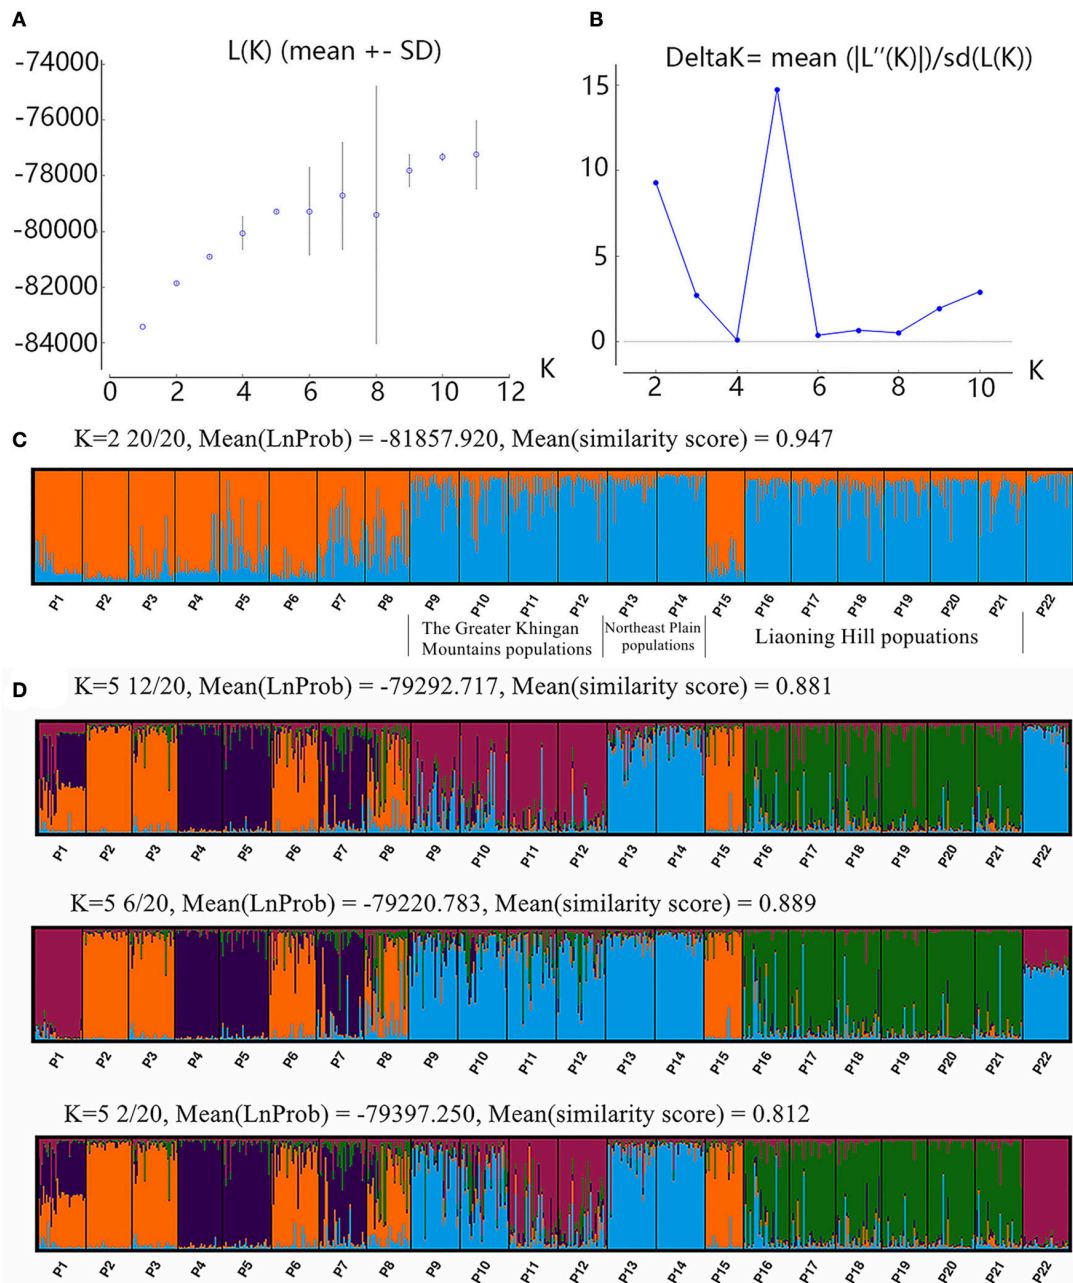 A
L(K) (mean +- SD)
-74000
-76000
-78000
-80000
-82000
-84000
0 2 4 6 8 10 12
K
B
DeltaK= mean (|L''(K)|)/sd(L(K))
15
10
5
0
2 4 6 8 10
K
C
K=2 20/20, Mean(LnProb) = -81857.920, Mean(similarity score) = 0.947
P1 P2 P3 P4 P5 P6 P7 P8 P9 P10 P11 P12 P13 P14 P15 P16 P17 P18 P19 P20 P21 P22
The Greater Khingan
Mountains populations
Northeast Plain
populations
Liaoning Hill popuations
D
K=5 12/20, Mean(LnProb) = -79292.717, Mean(similarity score) = 0.881
P1 P2 P3 P4 P5 P6 P7 P8 P9 P10 P11 P12 P13 P14 P15 P16 P17 P18 P19 P20 P21 P22
K=5 6/20, Mean(LnProb) = -79220.783, Mean(similarity score) = 0.889
P1 P2 P3 P4 P5 P6 P7 P8 P9 P10 P11 P12 P13 P14 P15 P16 P17 P18 P19 P20 P21 P22
K=5 2/20, Mean(LnProb) = -79397.250, Mean(similarity score) = 0.812
P1 P2 P3 P4 P5 P6 P7 P8 P9 P10 P11 P12 P13 P14 P15 P16 P17 P18 P19 P20 P21 P22